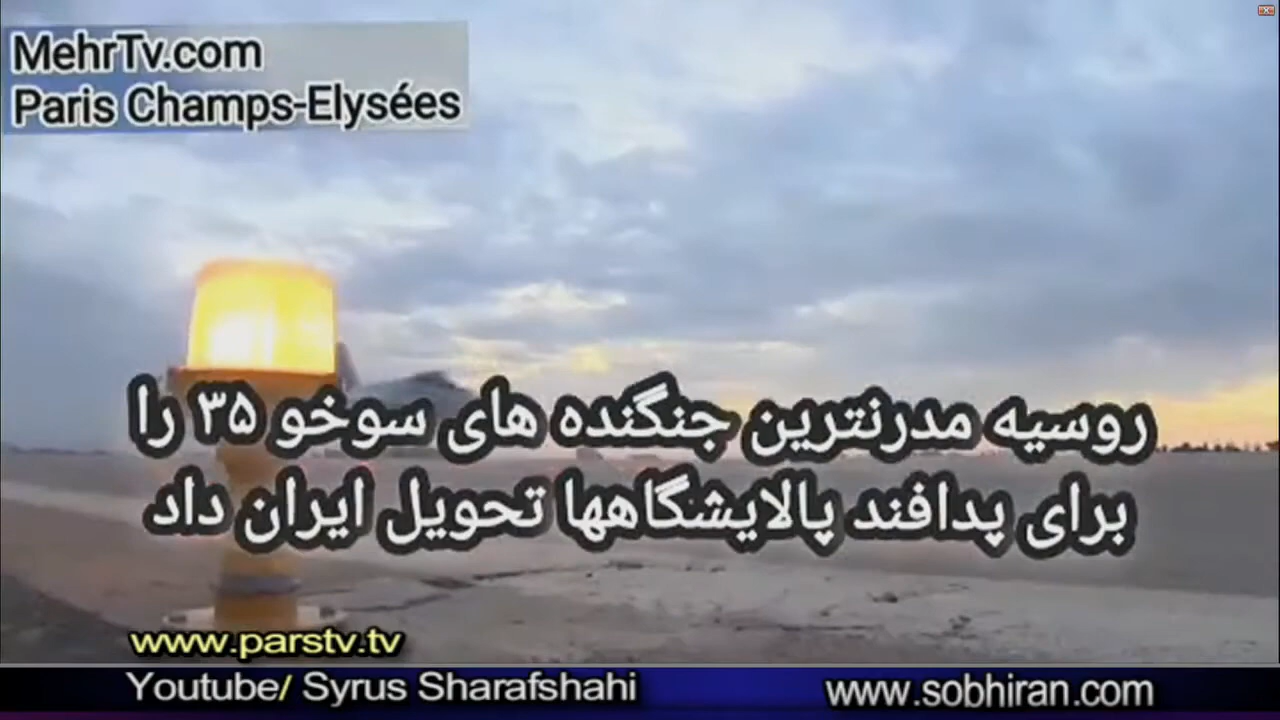 MehrTv.com
Paris Champs-Elysées
روسیه مدرنترین جنگنده های سوخو ۳۵ را
برای پدافند پالایشگاهها تحویل ایران داد
www.parstv.tv
Youtube/ Syrus Sharafshahi
www.sobhiran.com